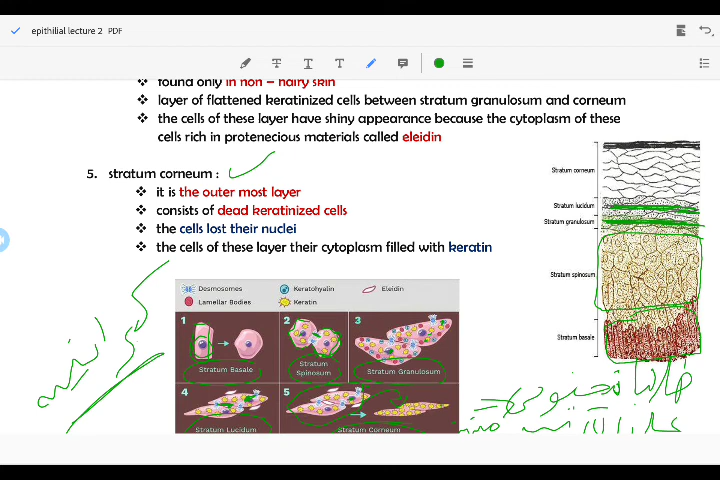 epithilial lecture 2 PDF
found only in non – hairy skin
layer of flattened keratinized cells between stratum granulosum and corneum
the cells of these layer have shiny appearance because the cytoplasm of these
cells rich in protenecious materials called eleidin
5. stratum corneum :
it is the outer most layer
consists of dead keratinized cells
the cells lost their nuclei
the cells of these layer their cytoplasm filled with keratin
Stratum corneum
Stratum lucidum
Stratum granulosum
Stratum spinosum
Stratum basale
Desmosomes Keratohyalin Eleidin
Lamellar Bodies Keratin
1 2 3
Stratum Basale Stratum Spinosum Stratum Granulosum
4 5
Stratum Lucidum Stratum Corneum